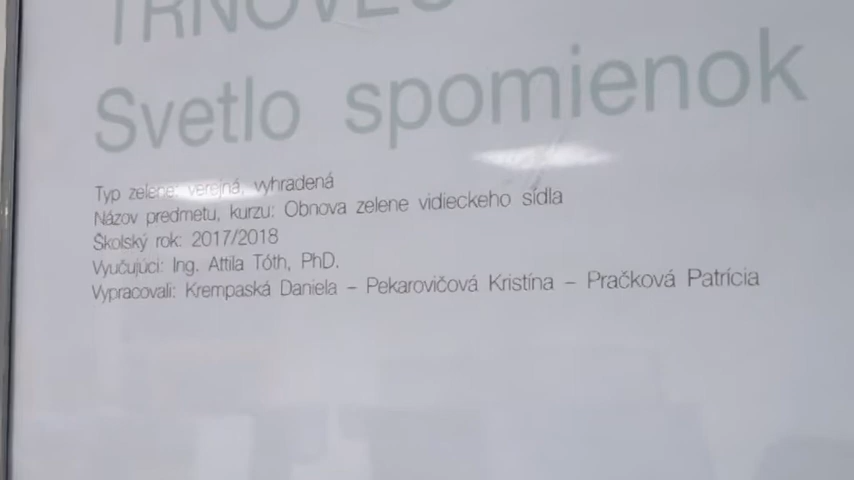 TRNOVEC
Svetlo spomienok
Typ zelene: verejná, vyhradená
Názov predmetu, kurzu: Obnova zelene vidieckeho sídla
Školský rok: 2017/2018
Vyučujúci: Ing. Attila Tóth, PhD.
Vypracovali: Krempaská Daniela – Pekarovičová Kristína – Pračková Patrícia